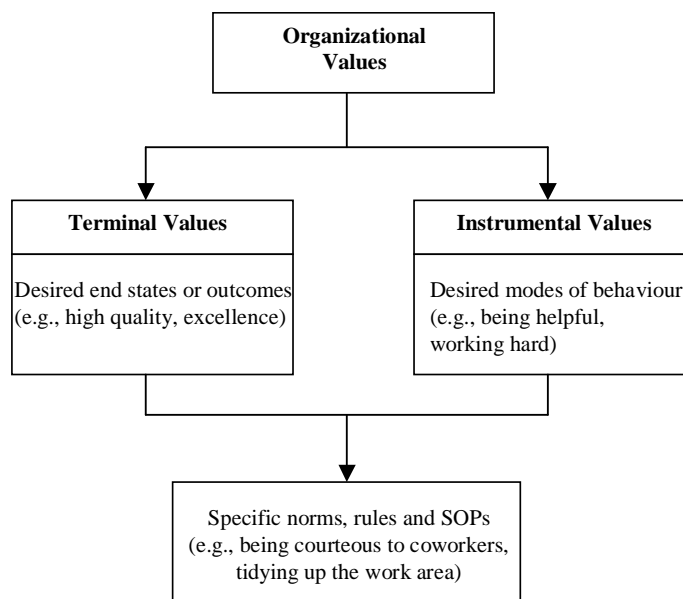 Organizational
Values
Terminal Values
Desired end states or outcomes
(e.g., high quality, excellence)
Instrumental Values
Desired modes of behaviour
(e.g., being helpful,
working hard)
Specific norms, rules and SOPs
(e.g., being courteous to coworkers,
tidying up the work area)